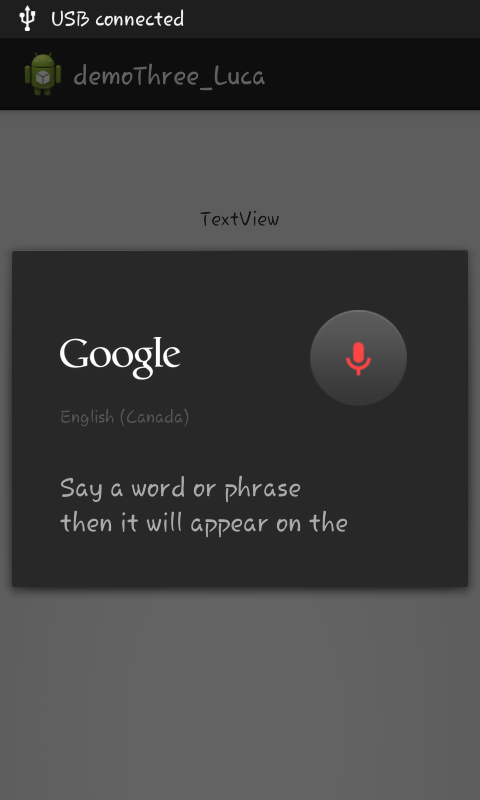 USB connected
demoThree_Luca
TextView
Google
English (Canada)
Say a word or phrase
then it will appear on the